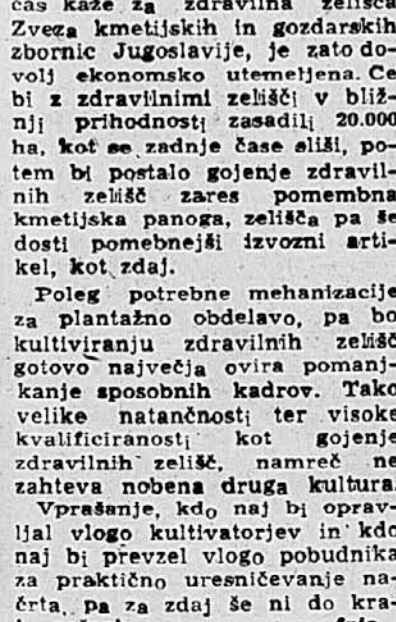 čas kaže za zdravilna zelišča
Zveza kmetijskih in gozdarskih
zbornic Jugoslavije, je zato do-
volj ekonomsko utemeljena. Če
bi z zdravilnimi zelišči v bliž-
nji prihodnosti zasadili 20.000
ha, kot se zadnje čase sliši, po-
tem bi postalo gojenje zdravil-
nih zelišč zares pomembna
kmetijska panoga, zelišča pa še
dosti pomebnejši izvozni arti-
kel, kot zdaj.
Poleg potrebne mehanizacije
za plantažno obdelavo, pa bo
kultiviranju zdravilnih zelišč
gotovo največja ovira pomanj-
kanje sposobnih kadrov. Tako
velike natančnosti ter visoke
kvalificiranosti kot gojenje
zdravilnih zelišč, namreč ne
zahteva nobena druga kultura.
Vprašanje, kdo naj bi oprav-
ljal vlogo kultivatorjev in kdo
naj bi prevzel vlogo pobudnika
za praktično uresničevanje na-
črta, pa za zdaj še ni do kra-